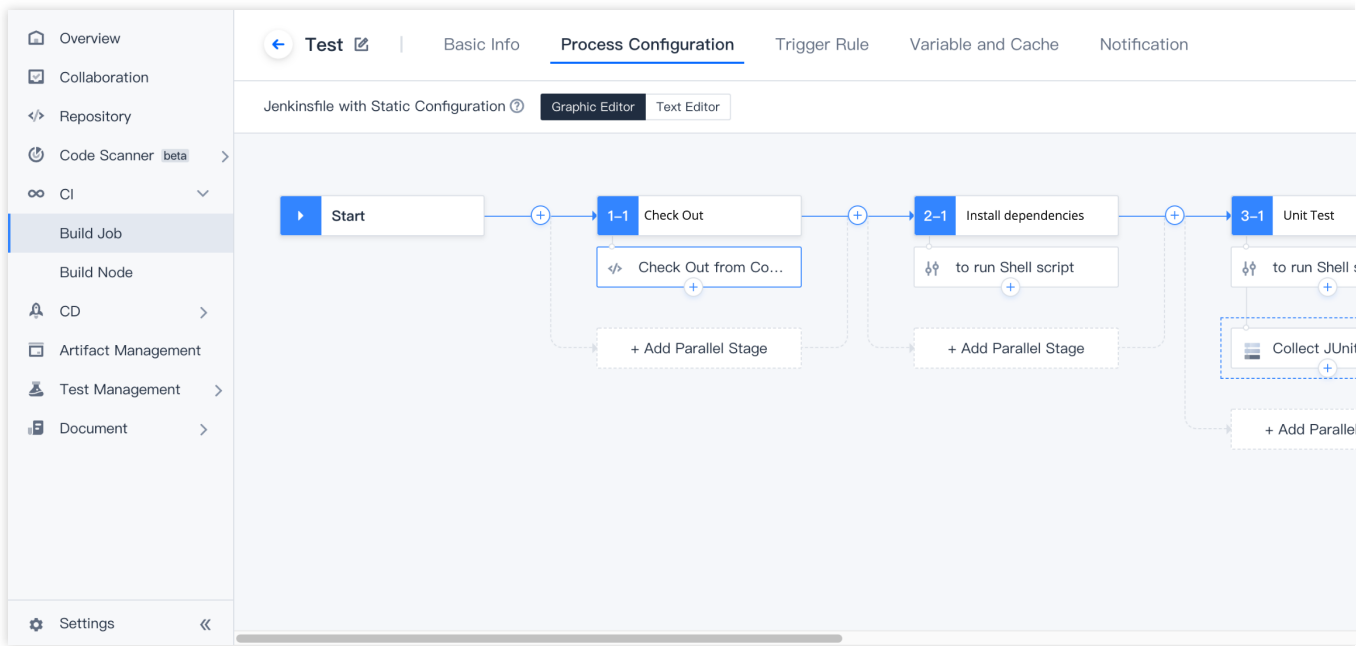 Overview
Collaboration
Repository
Code Scanner beta
CI
Build Job
Build Node
CD
Artifact Management
Test Management
Document
Settings
Test
Basic Info
Process Configuration
Trigger Rule
Variable and Cache
Notification
Jenkinsfile with Static Configuration
Graphic Editor
Text Editor
Start
1-1 Check Out
Check Out from Co...
+ Add Parallel Stage
2-1 Install dependencies
to run Shell script
+ Add Parallel Stage
3-1 Unit Test
to run Shell s
Collect JUnit
+ Add Parallel